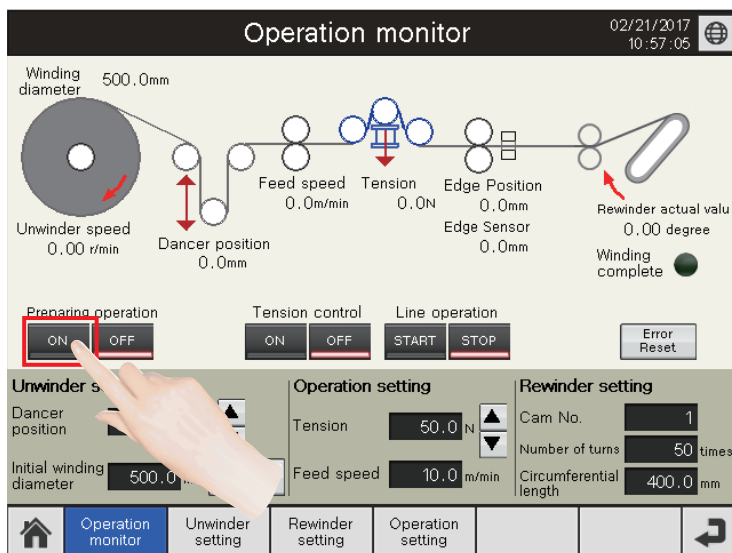 Operation monitor
02/21/2017
10:57:05
Winding
diameter
500.0mm
Feed speed
0.0m/min
Tension
0.0N
Edge Position
0.0mm
Edge Sensor
0.0mm
Rewinder actual valu
0.00 degree
Unwinder speed
0.00 r/min
Dancer position
0.0mm
Winding
complete
Preparing operation
ON OFF
Tension control
ON OFF
Line operation
START STOP
Error
Reset
Unwinder s
Dancer
position
Initial winding
diameter
500.0
Operation setting
Tension 50.0 N
Feed speed 10.0 m/min
Rewinder setting
Cam No. 1
Number of turns 50 times
Circumferential
length
400.0 mm
Operation
monitor
Unwinder
setting
Rewinder
setting
Operation
setting